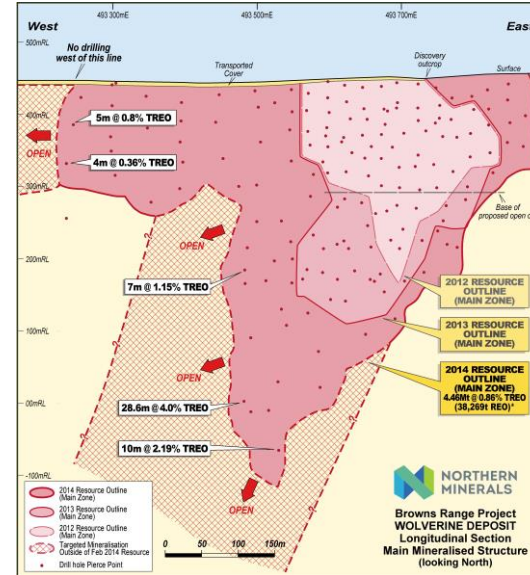 West
493 300mE
493 500mE
493 700mE
Eas
500mRL
No drilling
west of this line
Transported
Cover
Discovery
outcrop
Surface
400mRL
5m @ 0.8% TREO
OPEN
4m @ 0.36% TREO
300mRL
Base of
proposed open c
OPEN
200mRL
7m @ 1.15% TREO
2012 RESOURCE
OUTLINE
(MAIN ZONE)
2013 RESOURCE
OUTLINE
(MAIN ZONE)
100mRL
2014 RESOURCE
OUTLINE
(MAIN ZONE)
4.46Mt @ 0.86% TREO
(38,269t REO)*
OPEN
?
?
?
00mRL
28.6m @ 4.0% TREO
10m @ 2.19% TREO
-100mRL
OPEN
2014 Resource Outline
(Main Zone)
2013 Resource Outline
(Main Zone)
2012 Resource Outline
(Main Zone)
Targeted Mineralisation
Outside of Feb 2014 Resource
Drill hole Pierce Point
0 50 100 150m
NORTHERN
MINERALS
Browns Range Project
WOLVERINE DEPOSIT
Longitudinal Section
Main Mineralised Structure
(looking North)